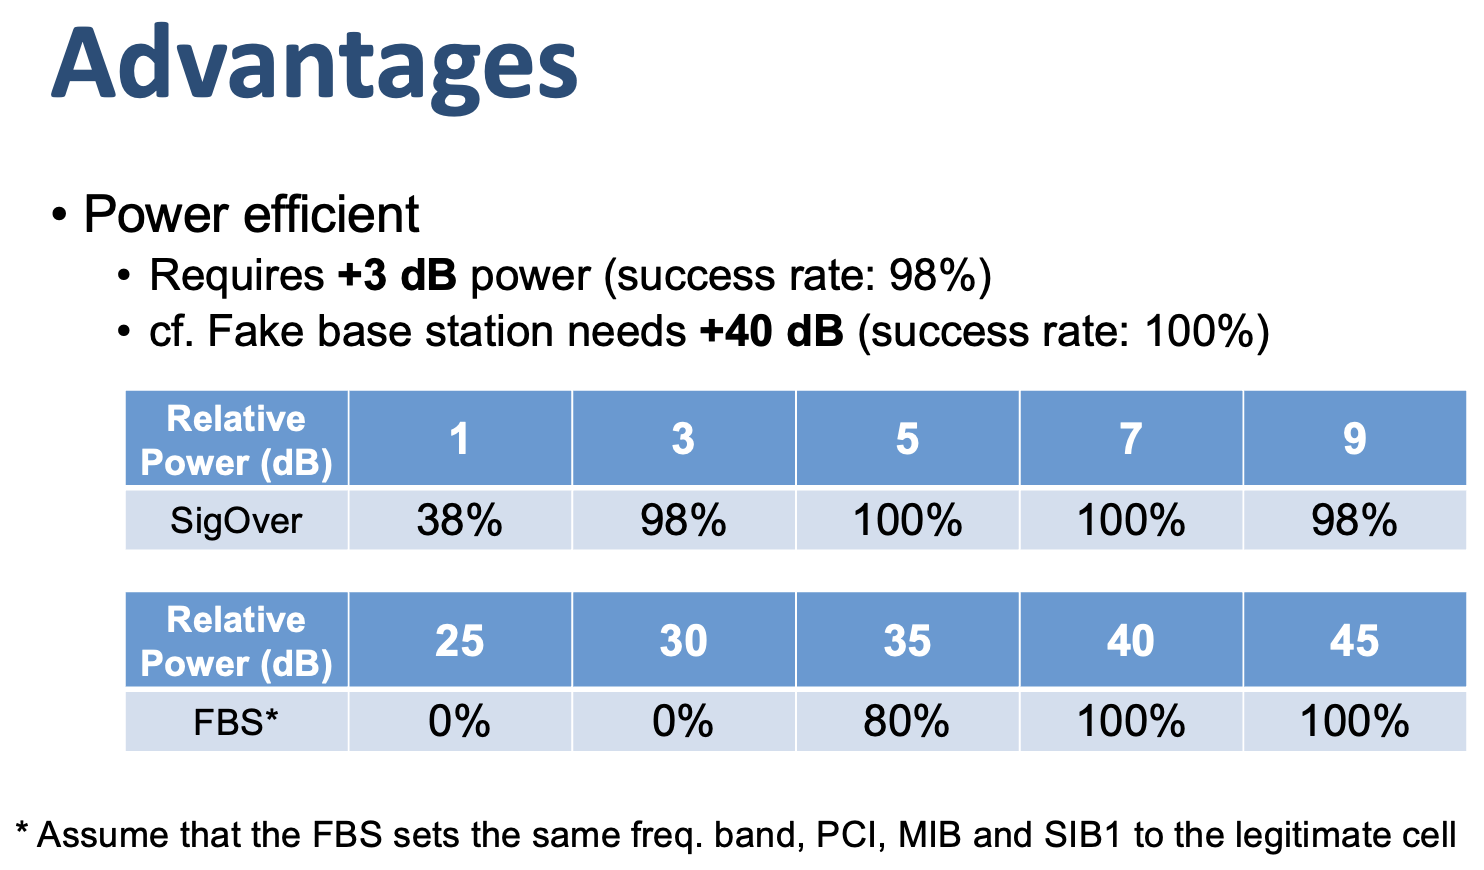 Advantages
• Power efficient
• Requires +3 dB power (success rate: 98%)
• cf. Fake base station needs +40 dB (success rate: 100%)
Relative Power (dB) 1 3 5 7 9
SigOver 38% 98% 100% 100% 98%
Relative Power (dB) 25 30 35 40 45
FBS* 0% 0% 80% 100% 100%
* Assume that the FBS sets the same freq. band, PCI, MIB and SIB1 to the legitimate cell